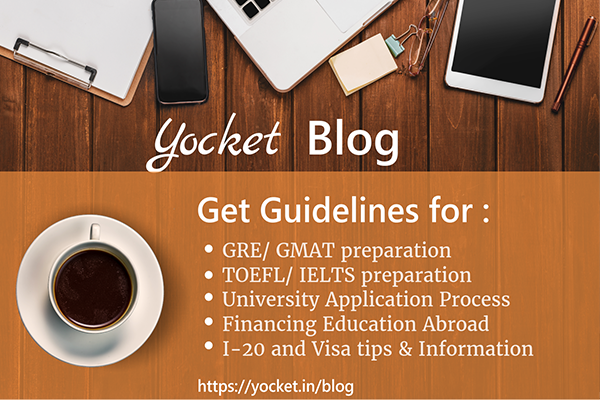 Yocket Blog
Get Guidelines for :
• GRE/ GMAT preparation
• TOEFL/ IELTS preparation
• University Application Process
• Financing Education Abroad
• I-20 and Visa tips & Information
https://yocket.in/blog